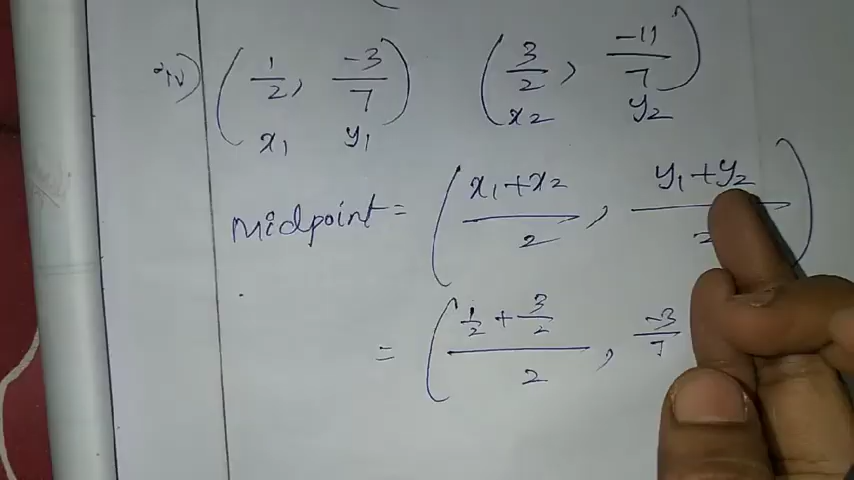 iv) (1/2, -3/7) (3/2, -11/7)
x1 y1 x2 y2
Midpoint = (x1+x2/2, y1+y2/2)
= (1/2 + 3/2/2, -3/7